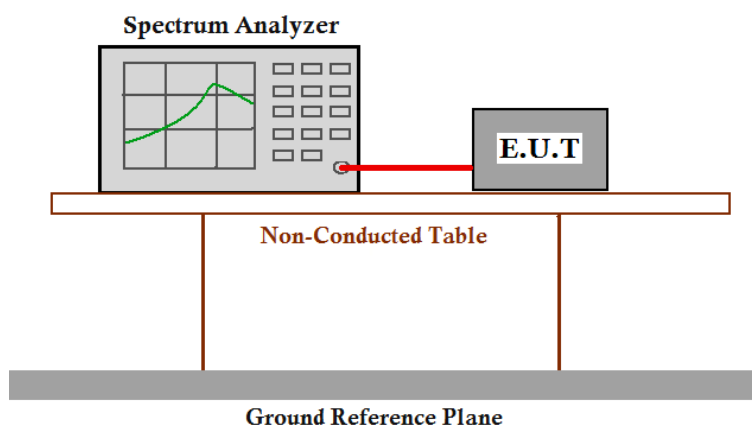 Spectrum Analyzer
E.U.T
Non-Conducted Table
Ground Reference Plane